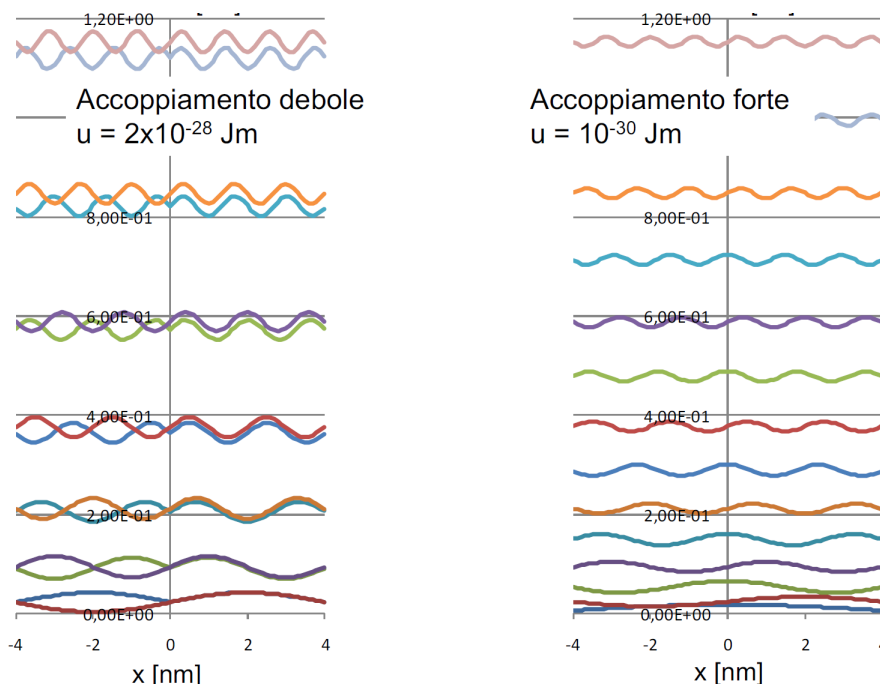 1,20E+00
Accoppiamento debole
u = 2x10⁻²⁸ Jm
8,00E-01
6,00E-01
4,00E-01
2,00E-01
0,00E+00
-4 -2 0 2 4
x [nm]
1,20E+00
Accoppiamento forte
u = 10⁻³⁰ Jm
8,00E-01
6,00E-01
4,00E-01
2,00E-01
0,00E+00
-4 -2 0 2
x [nm]